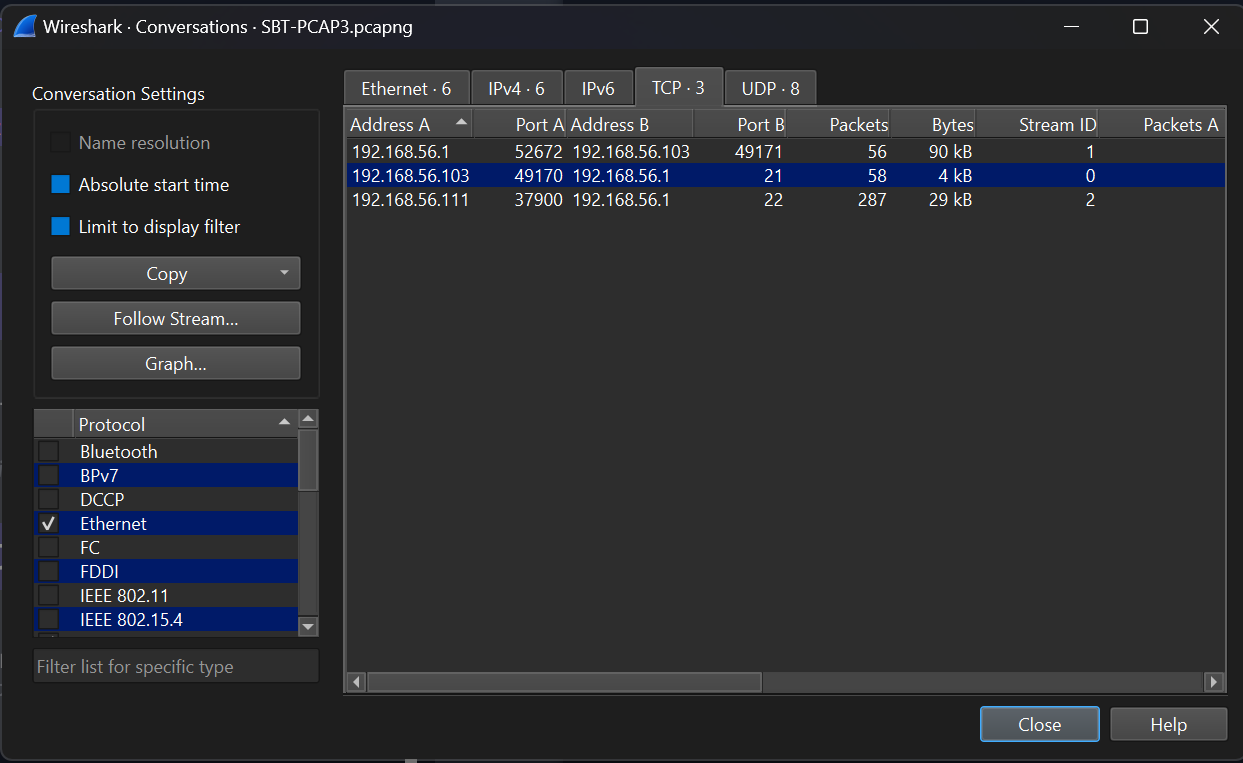 Wireshark · Conversations · SBT-PCAP3.pcapng
Conversation Settings
Name resolution
Absolute start time
Limit to display filter
Copy
Follow Stream...
Graph...
Protocol
Bluetooth
BPv7
DCCP
Ethernet
FC
FDDI
IEEE 802.11
IEEE 802.15.4
Filter list for specific type
Ethernet · 6 IPv4 · 6 IPv6 TCP · 3 UDP · 8
Address A Port A Address B Port B Packets Bytes Stream ID Packets A
192.168.56.1 52672 192.168.56.103 49171 56 90 kB 1
192.168.56.103 49170 192.168.56.1 21 58 4 kB 0
192.168.56.111 37900 192.168.56.1 22 287 29 kB 2
Close Help